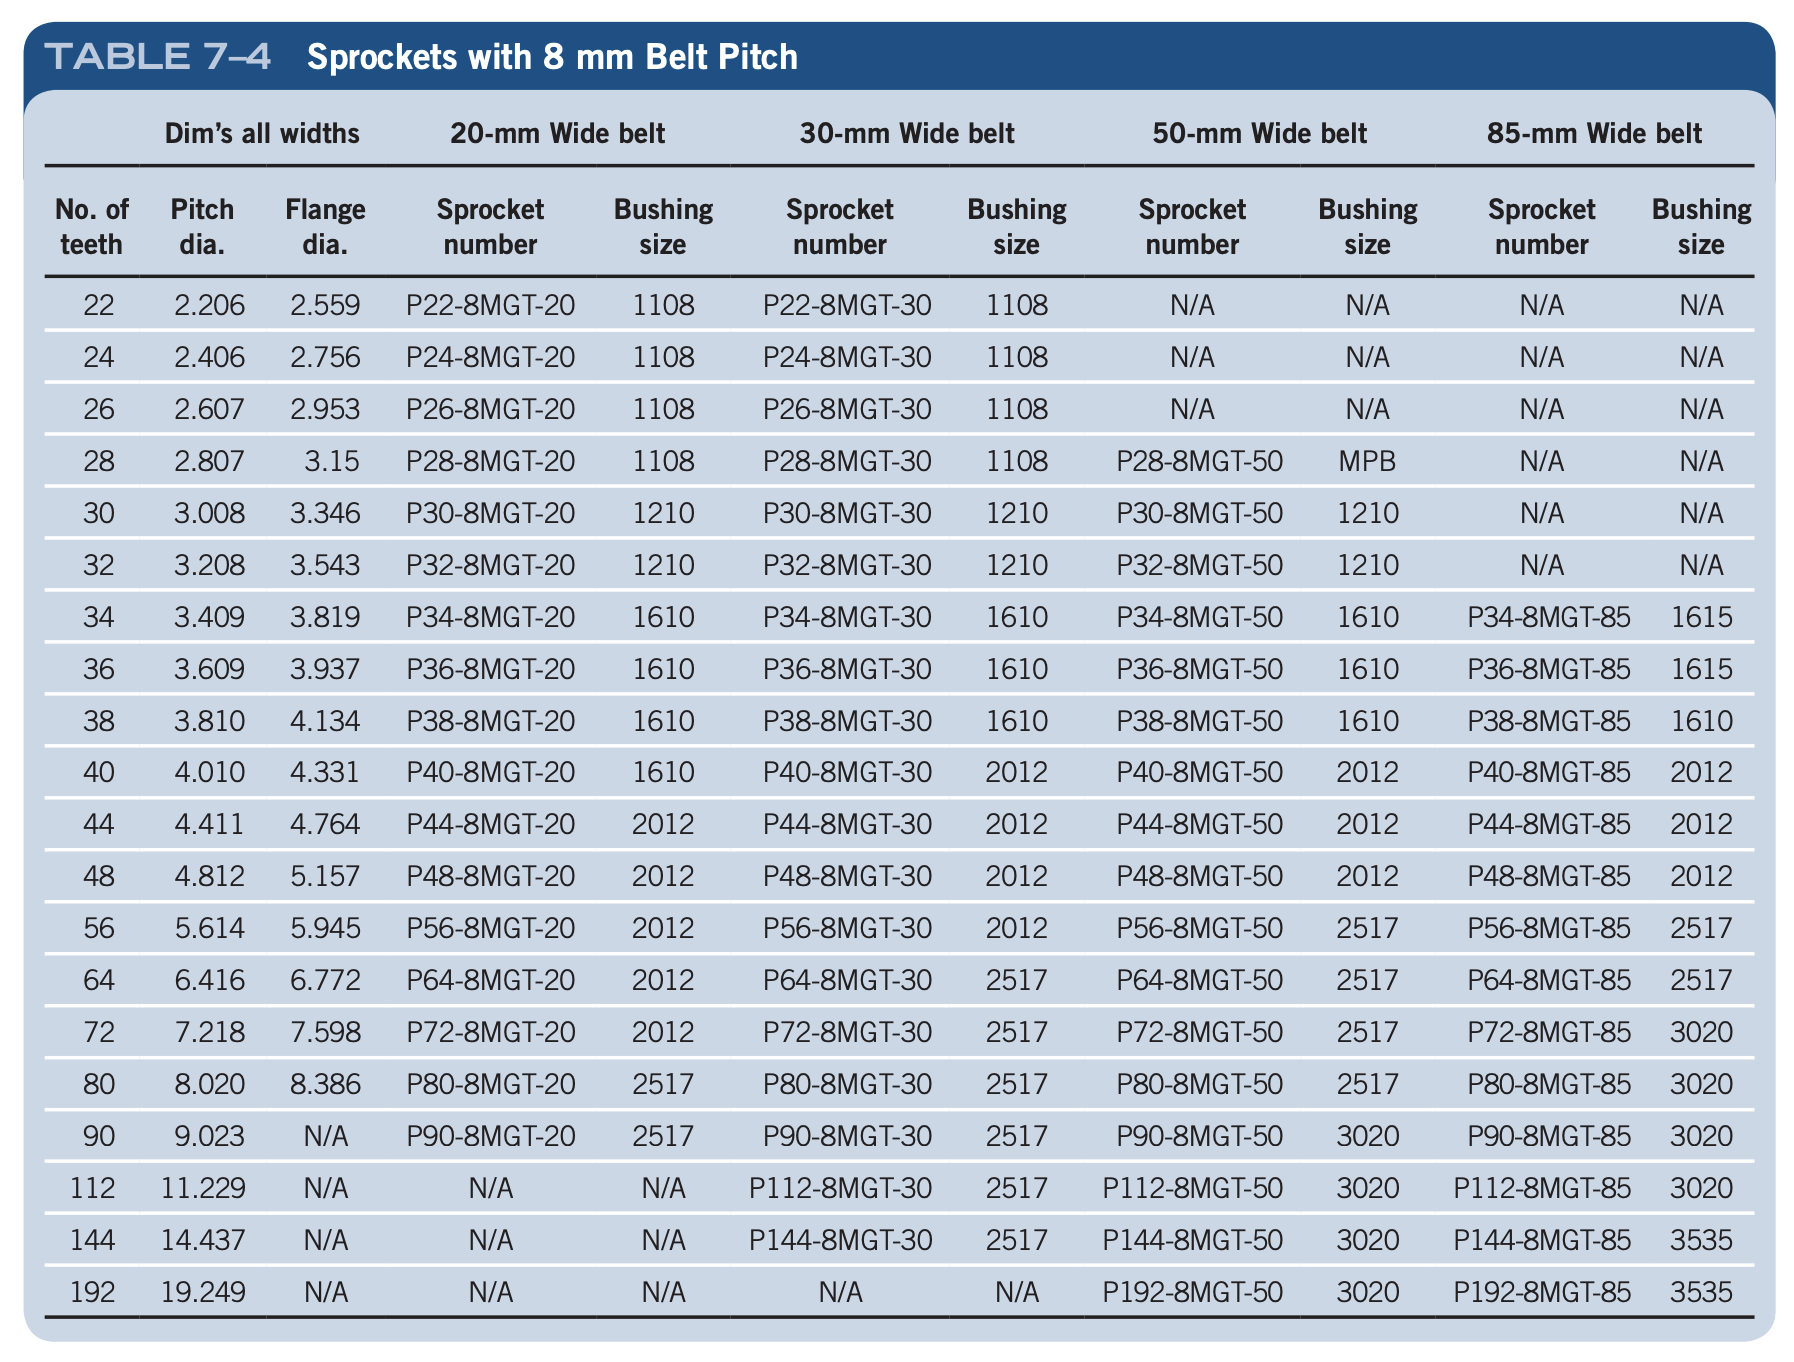 TABLE 7–4 Sprockets with 8 mm Belt Pitch
Dim's all widths 20-mm Wide belt 30-mm Wide belt 50-mm Wide belt 85-mm Wide belt
No. of teeth Pitch dia. Flange dia. Sprocket number Bushing size Sprocket number Bushing size Sprocket number Bushing size Sprocket number Bushing size
22 2.206 2.559 P22-8MGT-20 1108 P22-8MGT-30 1108 N/A N/A N/A N/A
24 2.406 2.756 P24-8MGT-20 1108 P24-8MGT-30 1108 N/A N/A N/A N/A
26 2.607 2.953 P26-8MGT-20 1108 P26-8MGT-30 1108 N/A N/A N/A N/A
28 2.807 3.15 P28-8MGT-20 1108 P28-8MGT-30 1108 P28-8MGT-50 MPB N/A N/A
30 3.008 3.346 P30-8MGT-20 1210 P30-8MGT-30 1210 P30-8MGT-50 1210 N/A N/A
32 3.208 3.543 P32-8MGT-20 1210 P32-8MGT-30 1210 P32-8MGT-50 1210 N/A N/A
34 3.409 3.819 P34-8MGT-20 1610 P34-8MGT-30 1610 P34-8MGT-50 1610 P34-8MGT-85 1615
36 3.609 3.937 P36-8MGT-20 1610 P36-8MGT-30 1610 P36-8MGT-50 1610 P36-8MGT-85 1615
38 3.810 4.134 P38-8MGT-20 1610 P38-8MGT-30 1610 P38-8MGT-50 1610 P38-8MGT-85 1610
40 4.010 4.331 P40-8MGT-20 1610 P40-8MGT-30 2012 P40-8MGT-50 2012 P40-8MGT-85 2012
44 4.411 4.764 P44-8MGT-20 2012 P44-8MGT-30 2012 P44-8MGT-50 2012 P44-8MGT-85 2012
48 4.812 5.157 P48-8MGT-20 2012 P48-8MGT-30 2012 P48-8MGT-50 2012 P48-8MGT-85 2012
56 5.614 5.945 P56-8MGT-20 2012 P56-8MGT-30 2012 P56-8MGT-50 2517 P56-8MGT-85 2517
64 6.416 6.772 P64-8MGT-20 2012 P64-8MGT-30 2517 P64-8MGT-50 2517 P64-8MGT-85 2517
72 7.218 7.598 P72-8MGT-20 2012 P72-8MGT-30 2517 P72-8MGT-50 2517 P72-8MGT-85 3020
80 8.020 8.386 P80-8MGT-20 2517 P80-8MGT-30 2517 P80-8MGT-50 2517 P80-8MGT-85 3020
90 9.023 N/A P90-8MGT-20 2517 P90-8MGT-30 2517 P90-8MGT-50 3020 P90-8MGT-85 3020
112 11.229 N/A N/A N/A P112-8MGT-30 2517 P112-8MGT-50 3020 P112-8MGT-85 3020
144 14.437 N/A N/A N/A P144-8MGT-30 2517 P144-8MGT-50 3020 P144-8MGT-85 3535
192 19.249 N/A N/A N/A N/A N/A P192-8MGT-50 3020 P192-8MGT-85 3535